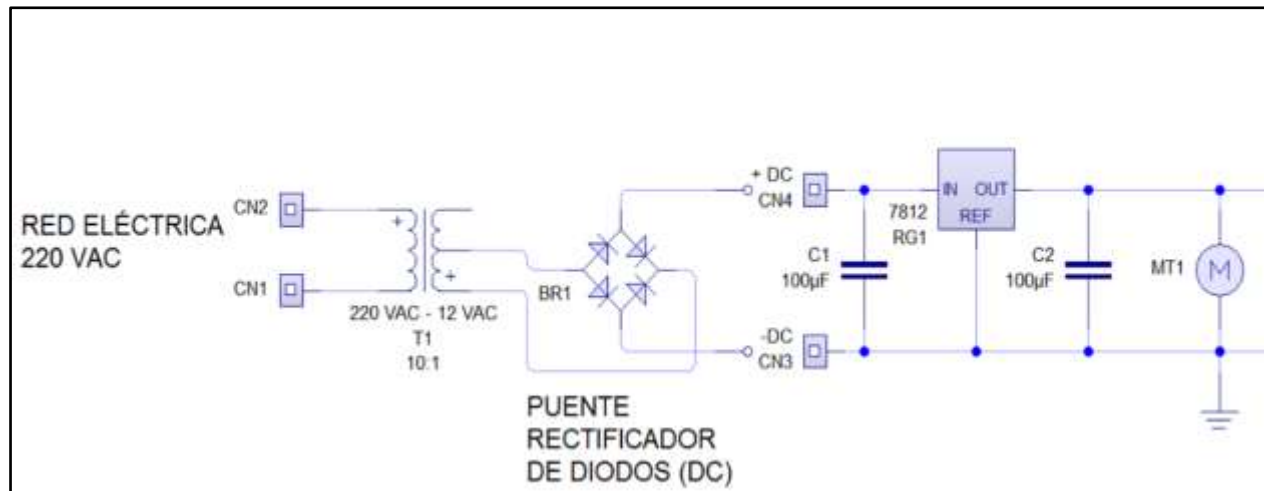 RED ELÉCTRICA
220 VAC
CN2
CN1
+
+
220 VAC - 12 VAC
T1
10:1
BR1
PUENTE
RECTIFICADOR
DE DIODOS (DC)
+ DC
CN4
-DC
CN3
C1
100µF
IN OUT
REF
7812
RG1
C2
100µF
MT1
M